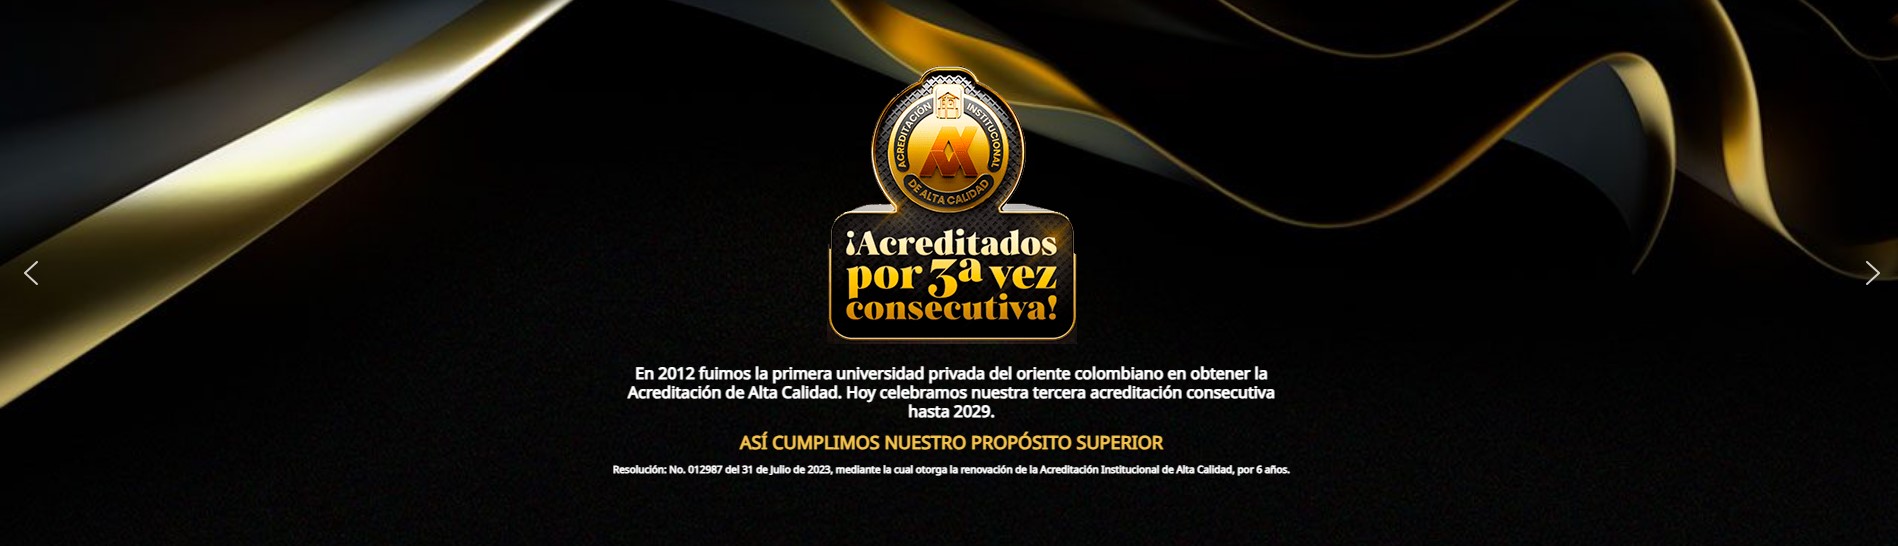 ACREDITACIÓN INSTITUCIONAL
DE ALTA CALIDAD
¡Acreditados
por 3ª vez
consecutiva!
En 2012 fuimos la primera universidad privada del oriente colombiano en obtener la
Acreditación de Alta Calidad. Hoy celebramos nuestra tercera acreditación consecutiva
hasta 2029.
ASÍ CUMPLIMOS NUESTRO PROPÓSITO SUPERIOR
Resolución: No. 012987 del 31 de Julio de 2023, mediante la cual otorga la renovación de la Acreditación Institucional de Alta Calidad, por 6 años.